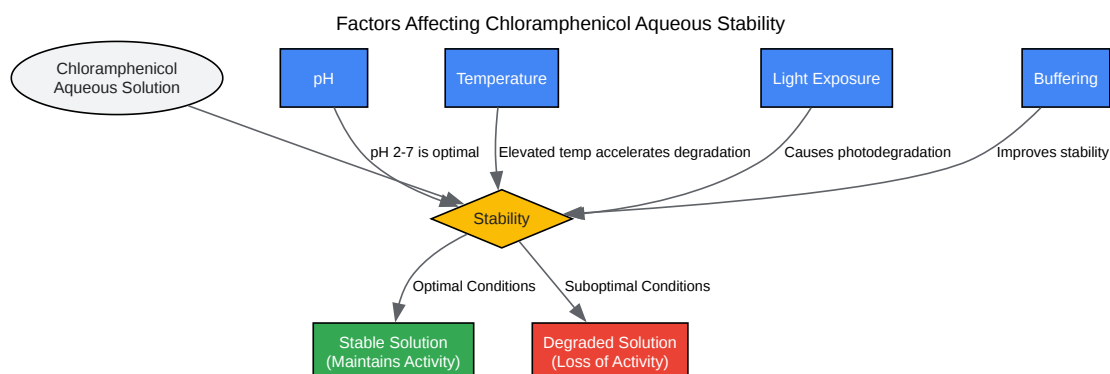 Factors Affecting Chloramphenicol Aqueous Stability
Chloramphenicol
Aqueous Solution
pH
Temperature
Light Exposure
Buffering
pH 2-7 is optimal
Elevated temp accelerates degradation
Causes photodegradation
Improves stability
Stability
Optimal Conditions
Suboptimal Conditions
Stable Solution
(Maintains Activity)
Degraded Solution
(Loss of Activity)